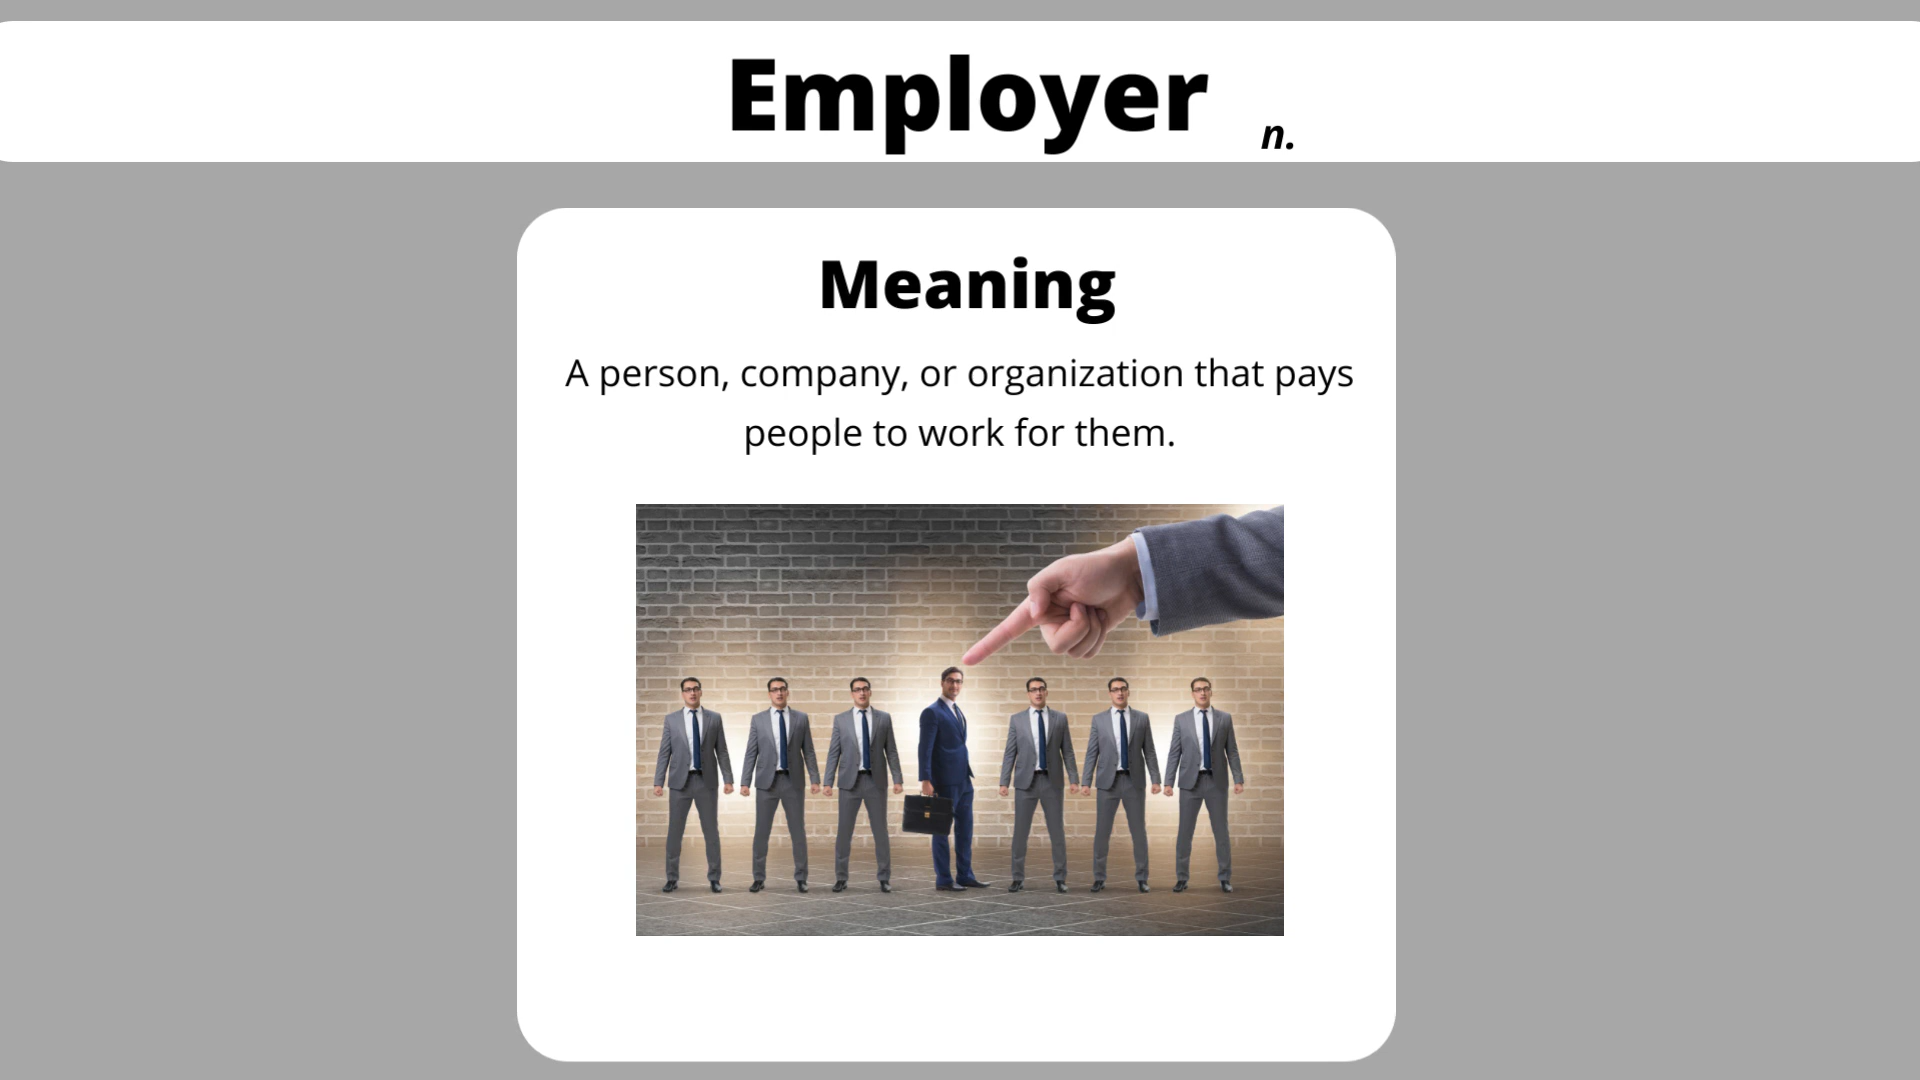 Employer n.
Meaning
A person, company, or organization that pays
people to work for them.